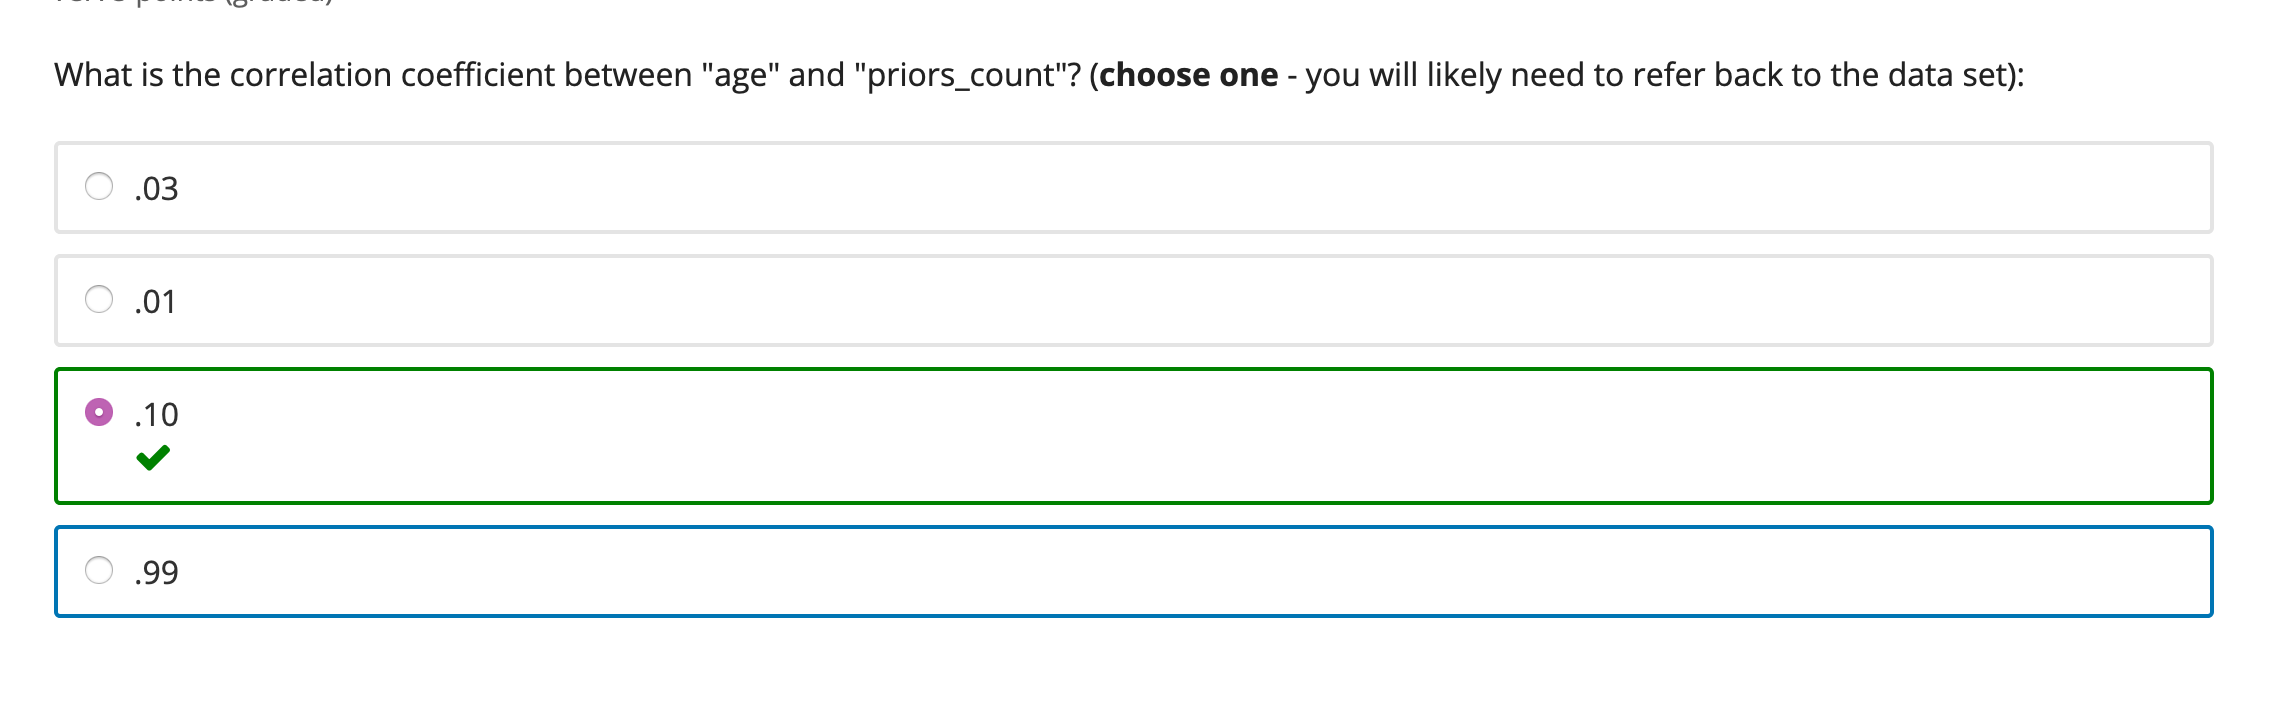 What is the correlation coefficient between "age" and "priors_count"? (choose one - you will likely need to refer back to the data set):
.03
.01
.10
.99